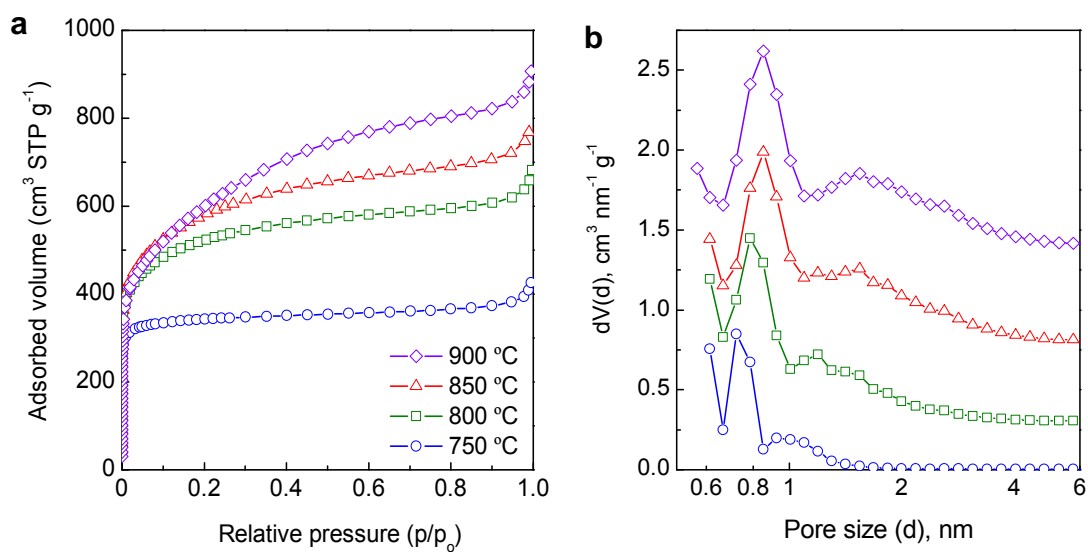 a
Adsorbed volume (cm³ STP g⁻¹)
1000
800
600
400
200
0
0
0.2
0.4
0.6
0.8
1.0
Relative pressure (p/pₒ)
900 ºC
850 ºC
800 ºC
750 ºC
b
dV(d), cm³ nm⁻¹ g⁻¹
2.5
2.0
1.5
1.0
0.5
0.0
0.6
0.8
1
2
4
6
Pore size (d), nm